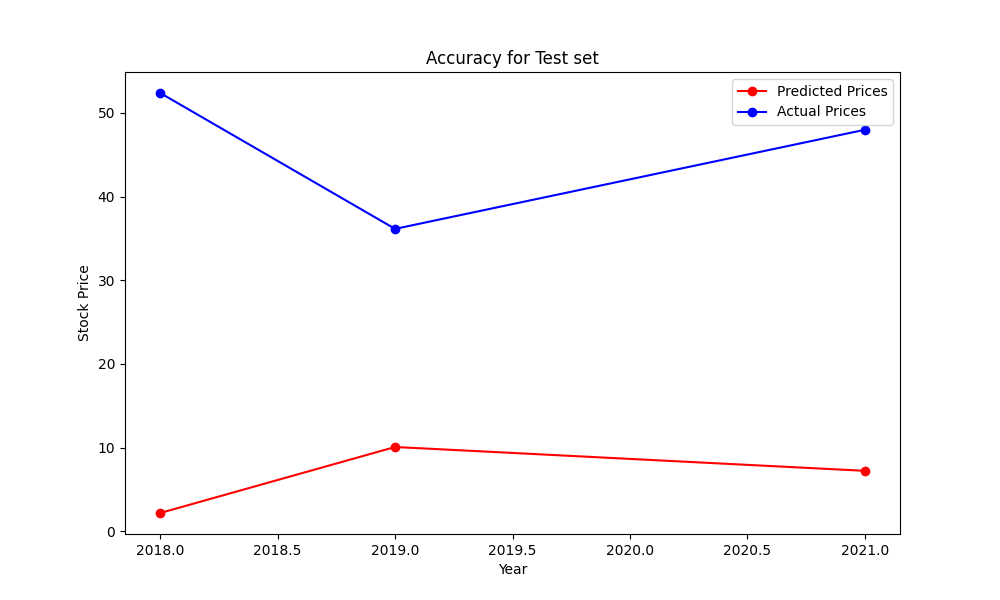 Accuracy for Test set
Predicted Prices
Actual Prices
50
40
30
20
10
0
Stock Price
2018.0 2018.5 2019.0 2019.5 2020.0 2020.5 2021.0
Year